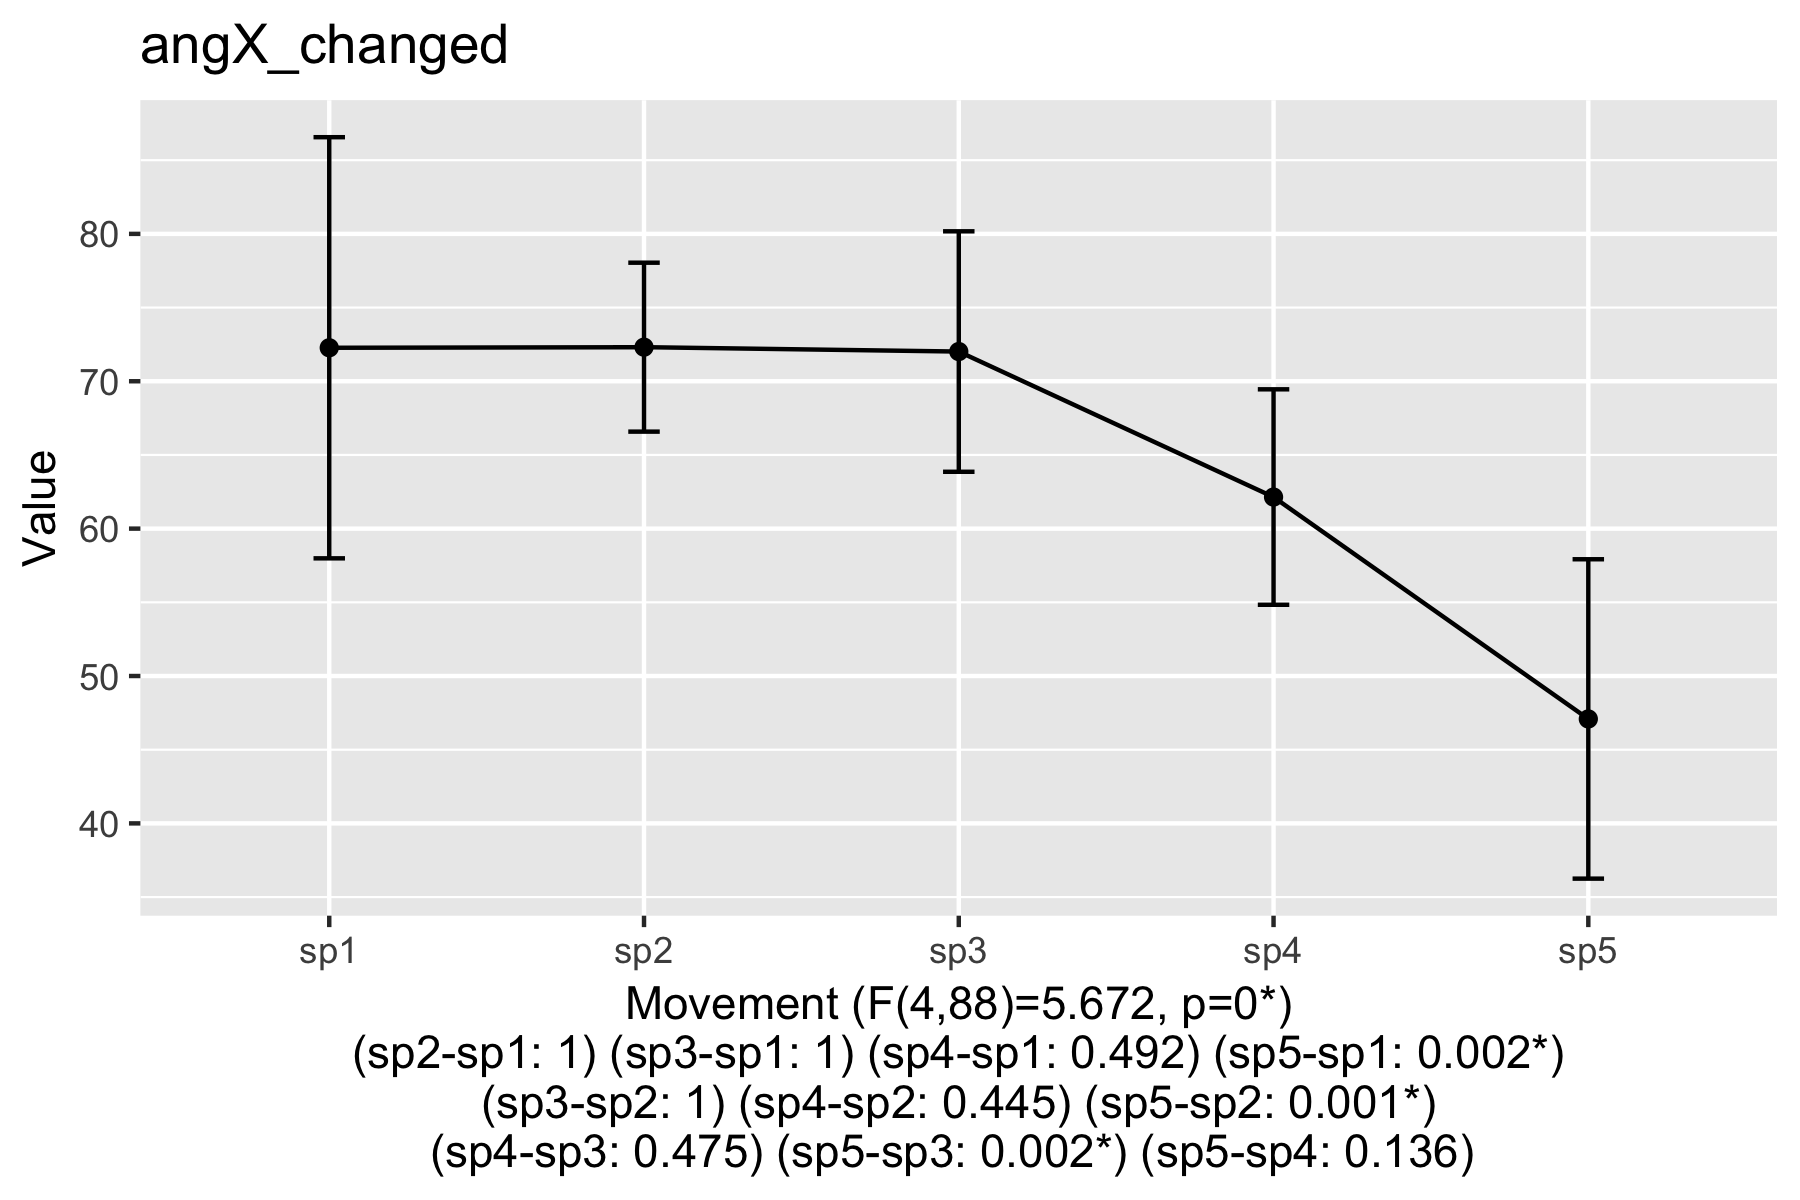 angX_changed
Value
80
70
60
50
40
sp1 sp2 sp3 sp4 sp5
Movement (F(4,88)=5.672, p=0*)
(sp2-sp1: 1) (sp3-sp1: 1) (sp4-sp1: 0.492) (sp5-sp1: 0.002*)
(sp3-sp2: 1) (sp4-sp2: 0.445) (sp5-sp2: 0.001*)
(sp4-sp3: 0.475) (sp5-sp3: 0.002*) (sp5-sp4: 0.136)